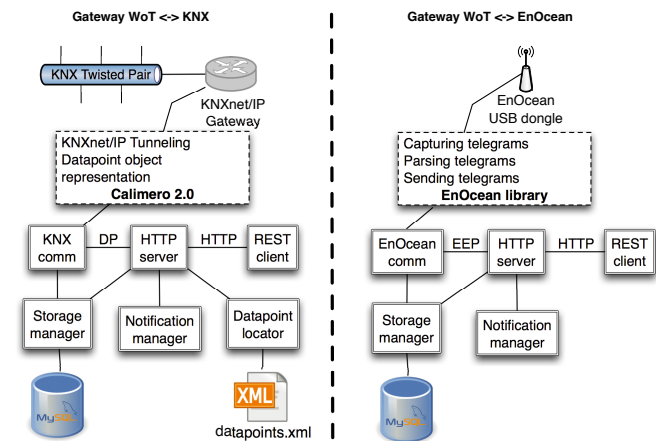 Gateway WoT <-> KNX
KNX Twisted Pair
KNXnet/IP
Gateway
KNXnet/IP Tunneling
Datapoint object
representation
Calimero 2.0
KNX
comm
DP
HTTP
server
HTTP
REST
client
Storage
manager
Notification
manager
Datapoint
locator
MySQL
XML
datapoints.xml
Gateway WoT <-> EnOcean
EnOcean
USB dongle
Capturing telegrams
Parsing telegrams
Sending telegrams
EnOcean library
EnOcean
comm
EEP
HTTP
server
HTTP
REST
client
Storage
manager
Notification
manager
MySQL